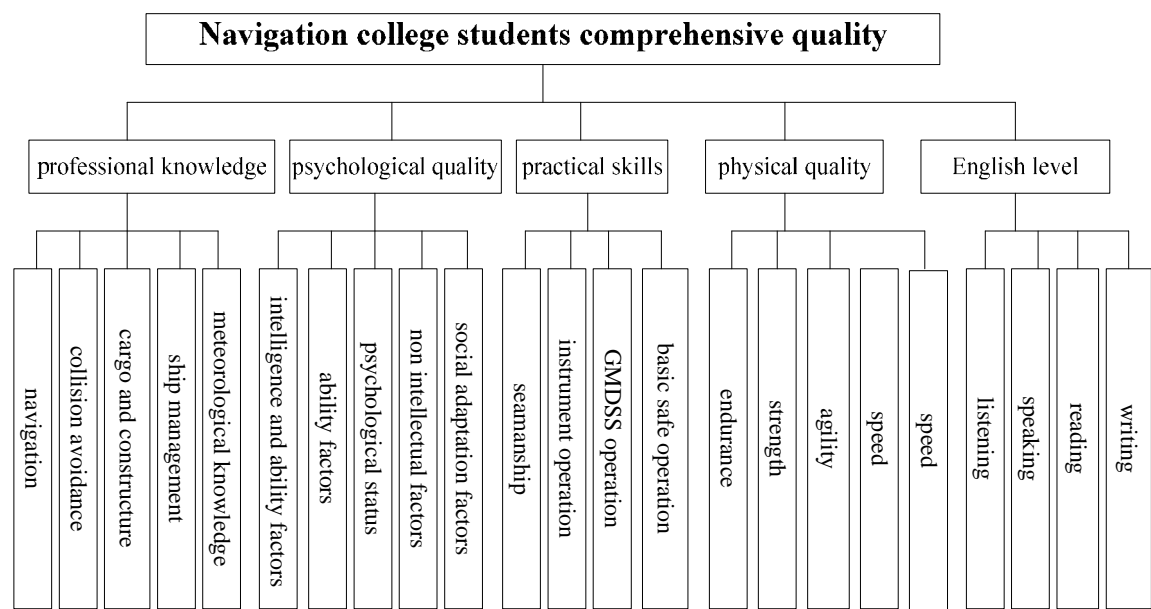 Navigation college students comprehensive quality
professional knowledge
psychological quality
practical skills
physical quality
English level
navigation
collision avoidance
cargo and constructure
ship management
meteorological knowledge
intelligence and ability factors
ability factors
psychological status
non intellectual factors
social adaptation factors
seamanship
instrument operation
GMDSS operation
basic safe operation
endurance
strength
agility
speed
speed
listening
speaking
reading
writing